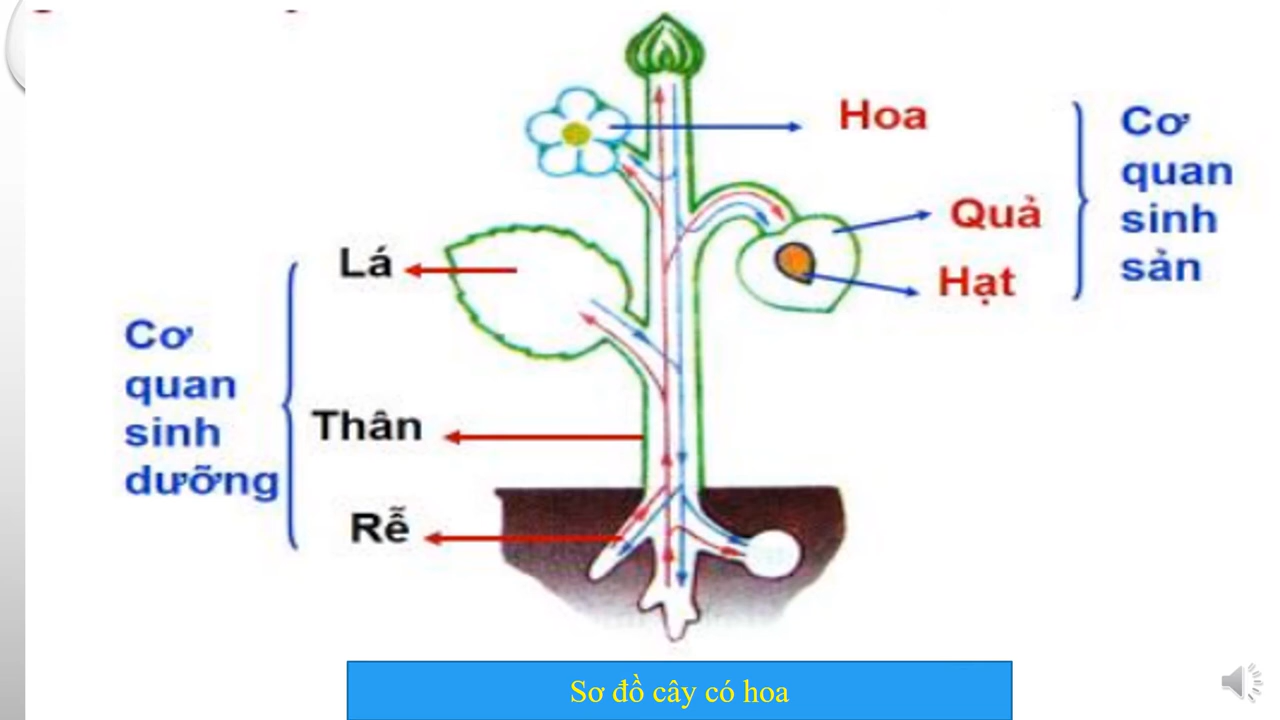 Hoa
Quả
Hạt
Cơ
quan
sinh
sản
Lá
Thân
Rễ
Cơ
quan
sinh
dưỡng
Sơ đồ cây có hoa